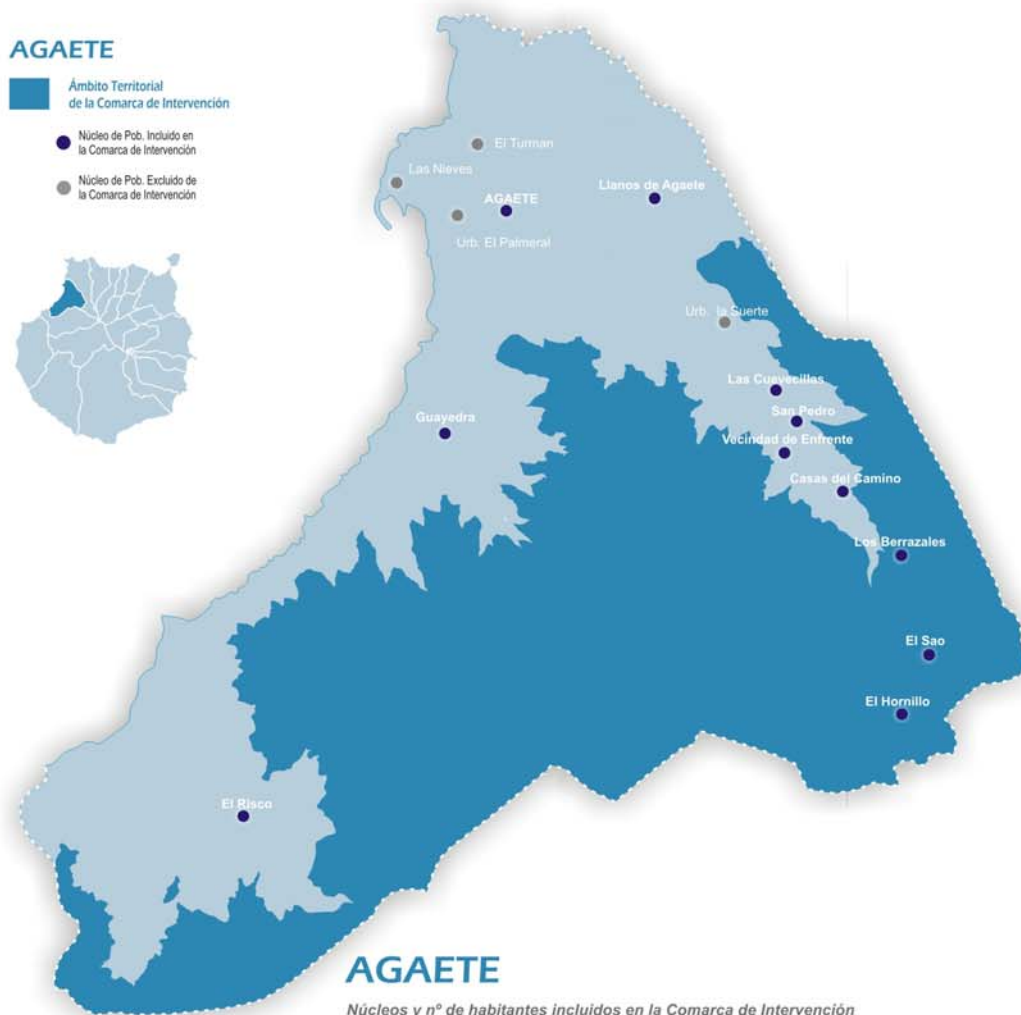 AGAETE
Ámbito Territorial
de la Comarca de Intervención
Núcleo de Pob. Incluido en
la Comarca de Intervención
Núcleo de Pob. Excluido de
la Comarca de Intervención
El Turman
Las Nieves
Llanos de Agaete
AGAETE
Urb. El Palmeral
Urb. la Suerte
Las Cuevecillas
San Pedro
Guayedra
Vecindad de Enfrente
Casas del Camino
Los Berrazales
El Sao
El Hornillo
El Risco
AGAETE
Núcleos y nº de habitantes incluidos en la Comarca de Intervención